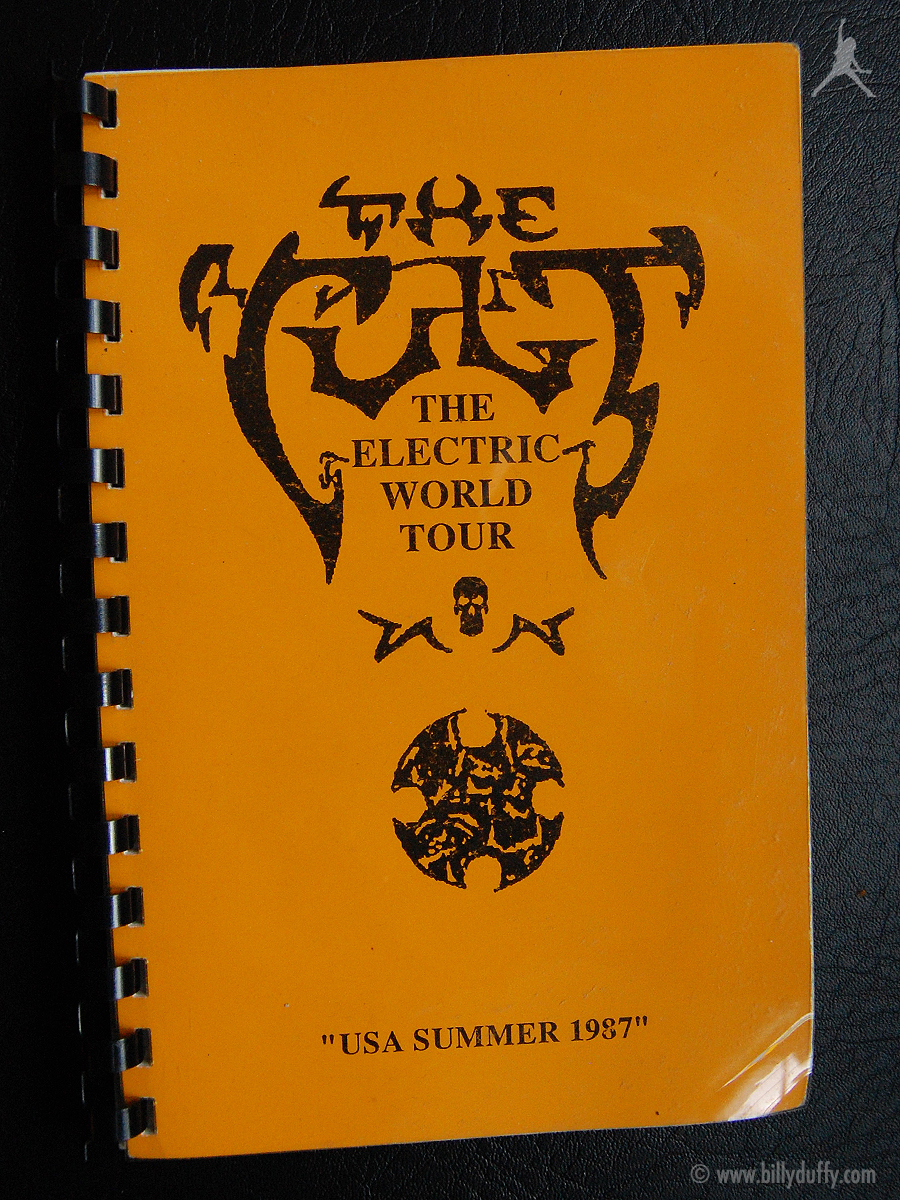 THE
CULT
THE
ELECTRIC
WORLD
TOUR
"USA SUMMER 1987"
© www.billyduffy.com